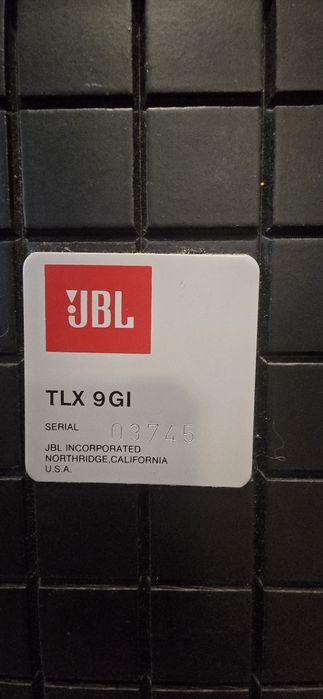 JBL
TLX 9GI
SERIAL 03745
JBL INCORPORATED
NORTHRIDGE,CALIFORNIA
U.S.A.